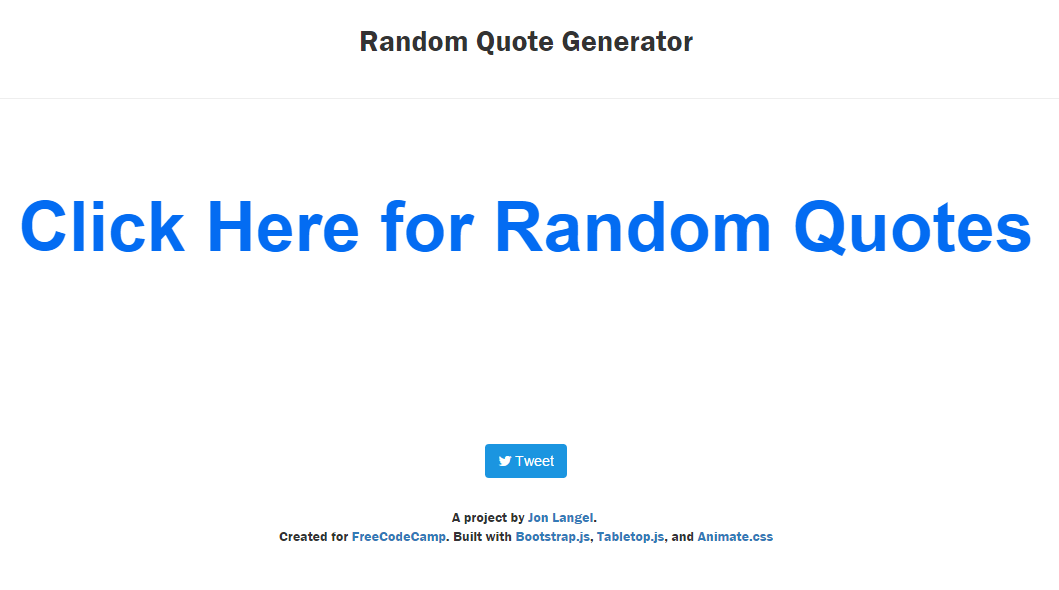 Random Quote Generator
Click Here for Random Quotes
Tweet
A project by Jon Langel.
Created for FreeCodeCamp. Built with Bootstrap.js, Tabletop.js, and Animate.css